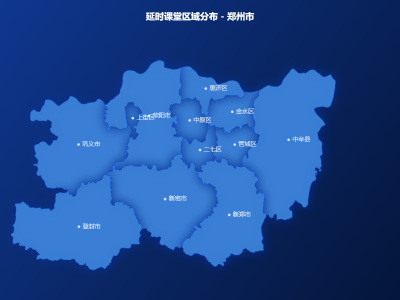 延时课堂区域分布 - 郑州市
惠济区
金水区
上街区
荥阳市
中原区
中牟县
巩义市
二七区
管城区
新密市
新郑市
登封市